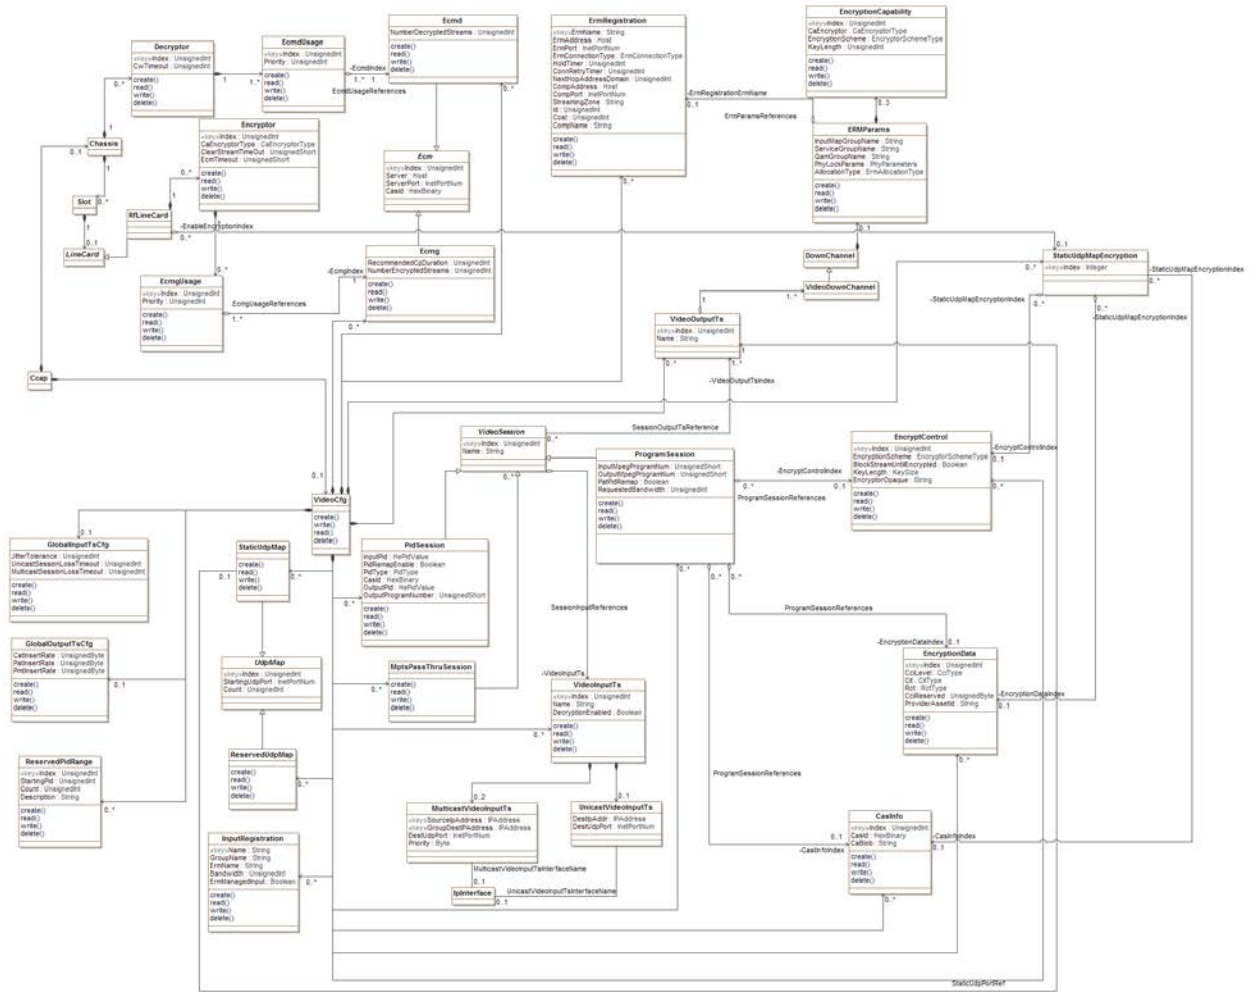 Decryptor
«key»Index : UnsignedInt
CwTimeout : UnsignedInt
create()
read()
write()
delete()
EcmdUsage
«key»Index : UnsignedInt
Priority : UnsignedInt
create()
read()
write()
delete()
Ecmd
NumberDecryptedStreams : UnsignedInt
create()
read()
write()
delete()
ErmRegistration
«key»ErmName : String
ErmAddress : Host
ErmPort : InetPortNum
ErmConnectionType : ErmConnectionType
HoldTimer : UnsignedInt
ConnRetryTimer : UnsignedInt
NextHopAddressDomain : UnsignedInt
CompAddress : Host
CompPort : InetPortNum
StreamingZone : String
Id : UnsignedInt
Cost : UnsignedInt
CompName : String
create()
read()
write()
delete()
EncryptionCapability
«key»Index : UnsignedInt
CaEncryptor : CaEncryptorType
EncryptionScheme : EncryptorSchemeType
KeyLength : UnsignedInt
create()
read()
write()
delete()
-EcmdIndex
EcmdUsageReferences
-ErmRegistrationErmName
ErmParamsReferences
ERMParams
InputMapGroupName : String
ServiceGroupName : String
QamGroupName : String
PhyLockParams : PhyParameters
AllocationType : ErmAllocationType
create()
read()
write()
delete()
Encryptor
«key»Index : UnsignedInt
CaEncryptorType : CaEncryptorType
ClearStreamTimeOut : UnsignedShort
EcmTimeout : UnsignedShort
create()
read()
write()
delete()
Chassis
Slot
RfLineCard
LineCard
-EnableEncryptionIndex
Ecm
«key»Index : UnsignedInt
Server : Host
ServerPort : InetPortNum
CasId : HexBinary
Ecmg
RecommendedCpDuration : UnsignedInt
NumberEncryptedStreams : UnsignedInt
create()
read()
write()
delete()
EcmgUsage
«key»Index : UnsignedInt
Priority : UnsignedInt
create()
read()
write()
delete()
-EcmgIndex
EcmgUsageReferences
DownChannel
VideoDownChannel
StaticUdpMapEncryption
«key»Index : Integer
-StaticUdpMapEncryptionIndex
-StaticUdpMapEncryptionIndex
-StaticUdpMapEncryptionIndex
VideoOutputTs
«key»Index : UnsignedInt
Name : String
-VideoOutputTsIndex
SessionOutputTsReference
Ccap
VideoSession
«key»Index : UnsignedInt
Name : String
ProgramSession
InputMpegProgramNum : UnsignedShort
OutputMpegProgramNum : UnsignedShort
PatPidRemap : Boolean
RequestedBandwidth : UnsignedInt
create()
read()
write()
delete()
-EncryptControlIndex
ProgramSessionReferences
EncryptControl
«key»Index : UnsignedInt
EncryptionScheme : EncryptorSchemeType
BlockStreamUntilEncrypted : Boolean
KeyLength : KeySize
EncryptorOpaque : String
create()
read()
write()
delete()
-EncryptControlIndex
VideoCfg
create()
write()
read()
delete()
GlobalInputTsCfg
JitterTolerance : UnsignedInt
UnicastSessionLossTimeout : UnsignedInt
MulticastSessionLossTimeout : UnsignedInt
create()
read()
write()
delete()
StaticUdpMap
create()
read()
write()
delete()
PidSession
InputPid : HePidValue
PidRemapEnable : Boolean
PidType : PidType
CasId : HexBinary
OutputPid : HePidValue
OutputProgramNumber : UnsignedShort
create()
read()
write()
delete()
SessionInputReferences
ProgramSessionReferences
GlobalOutputTsCfg
CatInsertRate : UnsignedByte
PatInsertRate : UnsignedByte
PmtInsertRate : UnsignedByte
create()
read()
write()
delete()
UdpMap
«key»Index : UnsignedInt
StartingUdpPort : InetPortNum
Count : UnsignedInt
MptsPassThruSession
create()
read()
write()
delete()
-VideoInputTs
VideoInputTs
«key»Index : UnsignedInt
Name : String
DecryptionEnabled : Boolean
create()
read()
write()
delete()
-EncryptionDataIndex
EncryptionData
«key»Index : UnsignedInt
CciLevel : CciType
Cit : CitType
Rct : RctType
CciReserved : UnsignedByte
ProviderAssetId : String
create()
read()
write()
delete()
-EncryptionDataIndex
ReservedPidRange
«key»Index : UnsignedInt
StartingPid : UnsignedInt
Count : UnsignedInt
Description : String
create()
read()
write()
delete()
ReservedUdpMap
create()
read()
write()
delete()
ProgramSessionReferences
MulticastVideoInputTs
«key»SourceIpAddress : IPAddress
«key»GroupDestIPAddress : IPAddress
DestUdpPort : InetPortNum
Priority : Byte
UnicastVideoInputTs
DestIpAddr : IPAddress
DestUdpPort : InetPortNum
MulticastVideoInputTsInterfaceName
IpInterface
UnicastVideoInputTsInterfaceName
InputRegistration
«key»Name : String
GroupName : String
ErmName : String
Bandwidth : UnsignedInt
ErmManagedInput : Boolean
create()
read()
write()
delete()
CasInfo
«key»Index : UnsignedInt
CasId : HexBinary
CaBlob : String
create()
read()
write()
delete()
-CasInfoIndex
-CasInfoIndex
StaticUdpPortRef